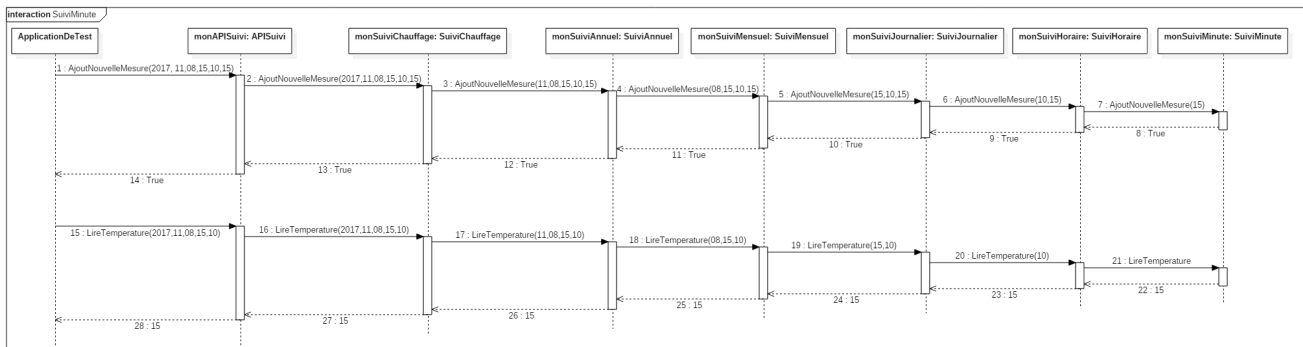 interaction SuiviMinute
ApplicationDeTest
monAPISuivi: APISuivi
monSuiviChauffage: SuiviChauffage
monSuiviAnnuel: SuiviAnnuel
monSuiviMensuel: SuiviMensuel
monSuiviJournalier: SuiviJournalier
monSuiviHoraire: SuiviHoraire
monSuiviMinute: SuiviMinute
1 : AjoutNouvelleMesure(2017, 11,08,15,10,15)
2 : AjoutNouvelleMesure(2017,11,08,15,10,15)
3 : AjoutNouvelleMesure(11,08,15,10,15)
4 : AjoutNouvelleMesure(08,15,10,15)
5 : AjoutNouvelleMesure(15,10,15)
6 : AjoutNouvelleMesure(10,15)
7 : AjoutNouvelleMesure(15)
8 : True
9 : True
10 : True
11 : True
12 : True
13 : True
14 : True
15 : LireTemperature(2017,11,08,15,10)
16 : LireTemperature(2017,11,08,15,10)
17 : LireTemperature(11,08,15,10)
18 : LireTemperature(08,15,10)
19 : LireTemperature(15,10)
20 : LireTemperature(10)
21 : LireTemperature
22 : 15
23 : 15
24 : 15
25 : 15
26 : 15
27 : 15
28 : 15